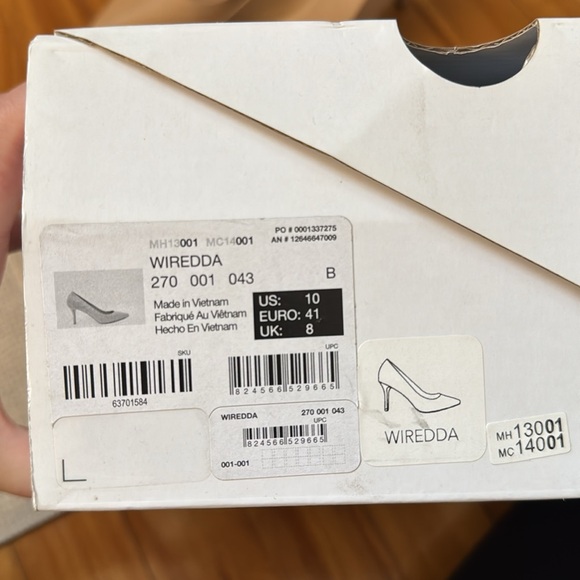 PO # 0001337275
AN # 12646647009
MH13001 MC14001
WIREDDA
270 001 043
B
Made in Vietnam
Fabriqué Au Viêtnam
Hecho En Vietnam
US: 10
EURO: 41
UK: 8
SKU
63701584
UPC
824566529665
WIREDDA 270 001 043
UPC
824566529665
001-001
WIREDDA
MH13001
MC14001